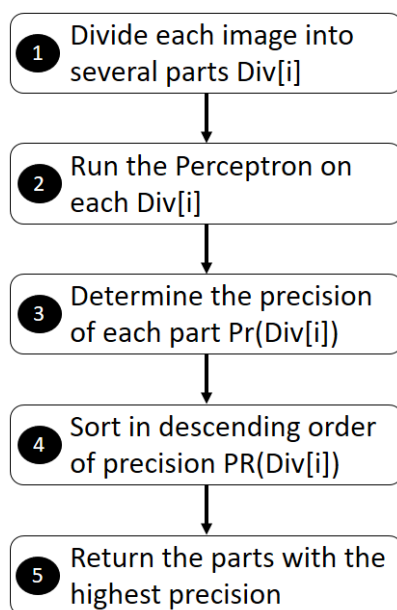 1 Divide each image into
several parts Div[i]
2 Run the Perceptron on
each Div[i]
3 Determine the precision
of each part Pr(Div[i])
4 Sort in descending order
of precision PR(Div[i])
5 Return the parts with the
highest precision